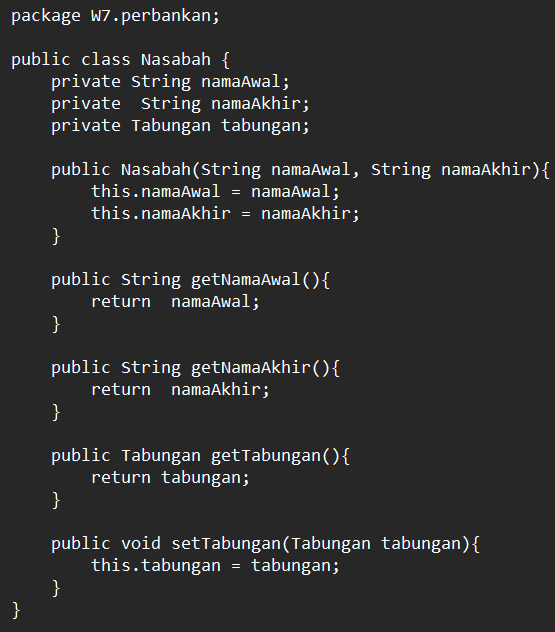 package W7.perbankan;

public class Nasabah {
    private String namaAwal;
    private  String namaAkhir;
    private Tabungan tabungan;

    public Nasabah(String namaAwal, String namaAkhir){
        this.namaAwal = namaAwal;
        this.namaAkhir = namaAkhir;
    }

    public String getNamaAwal(){
        return  namaAwal;
    }

    public String getNamaAkhir(){
        return  namaAkhir;
    }

    public Tabungan getTabungan(){
        return tabungan;
    }

    public void setTabungan(Tabungan tabungan){
        this.tabungan = tabungan;
    }
}